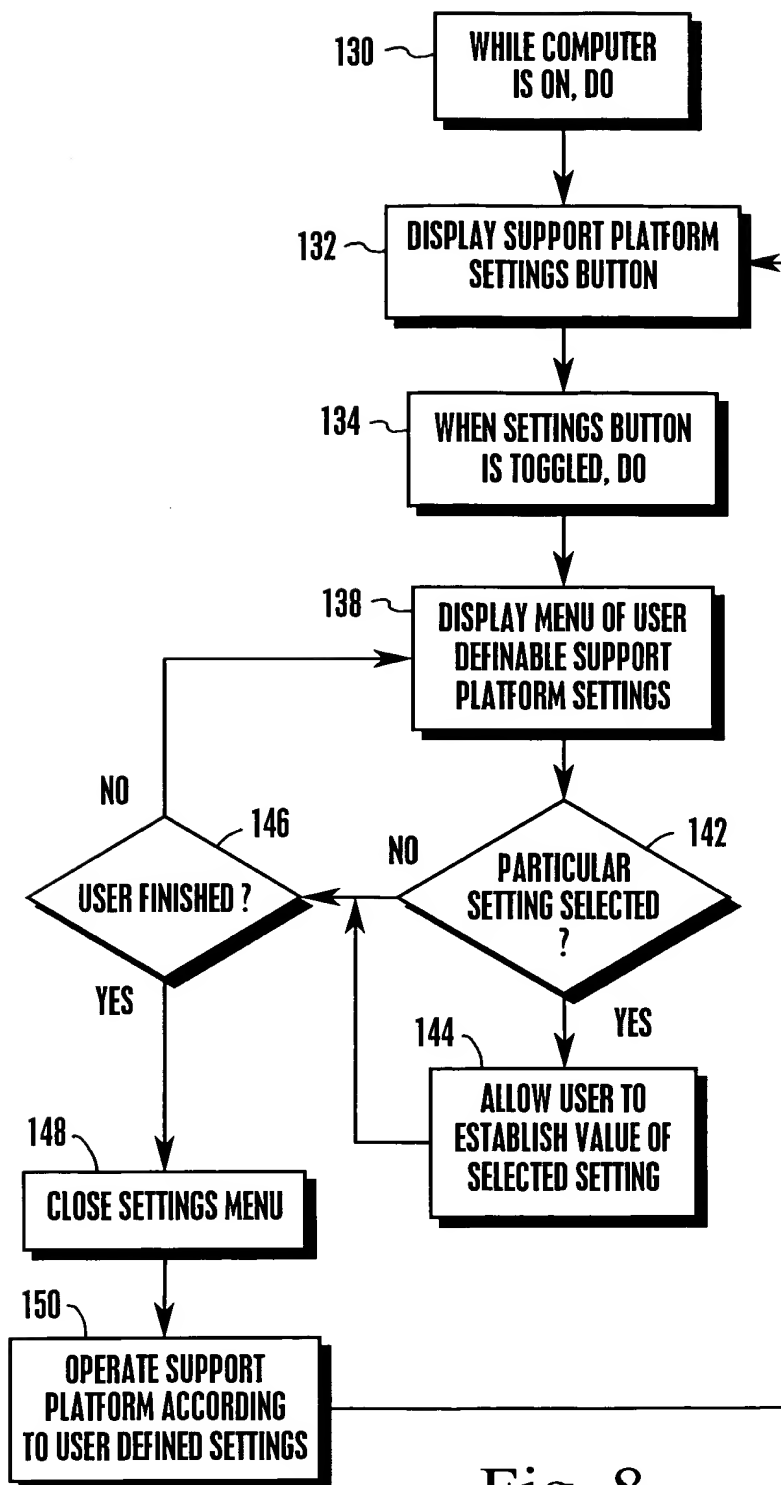 130
WHILE COMPUTER
IS ON, DO
132
DISPLAY SUPPORT PLATFORM
SETTINGS BUTTON
134
WHEN SETTINGS BUTTON
IS TOGGLED, DO
138
DISPLAY MENU OF USER
DEFINABLE SUPPORT
PLATFORM SETTINGS
NO
146
USER FINISHED ?
YES
NO
142
PARTICULAR
SETTING SELECTED
?
YES
144
ALLOW USER TO
ESTABLISH VALUE OF
SELECTED SETTING
148
CLOSE SETTINGS MENU
150
OPERATE SUPPORT
PLATFORM ACCORDING
TO USER DEFINED SETTINGS
Fig. 8